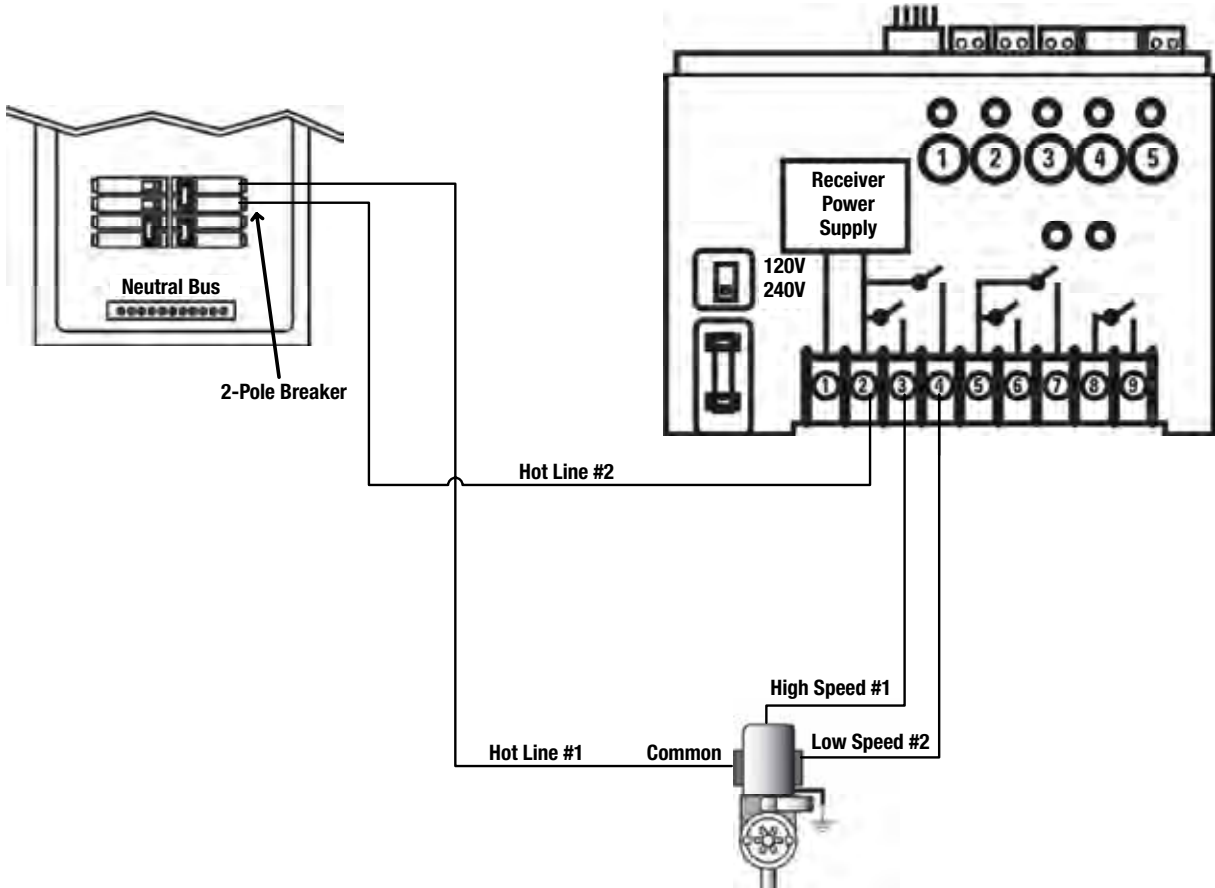 1 2 3 4 5
Receiver
Power
Supply
120V
240V
Neutral Bus
1 2 3 4 5 6 7 8 9
2-Pole Breaker
Hot Line #2
High Speed #1
Low Speed #2
Hot Line #1
Common